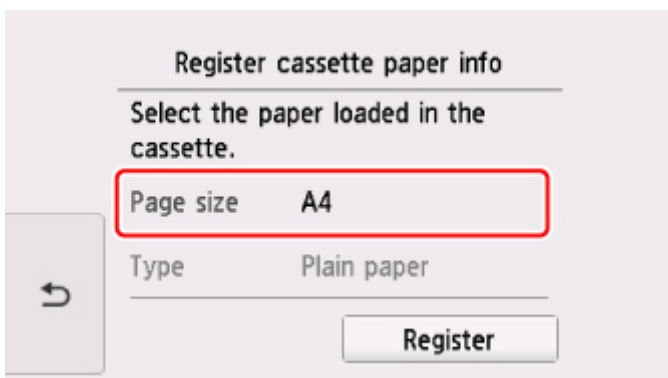 Register cassette paper info
Select the paper loaded in the
cassette.
Page size A4
Type Plain paper
Register